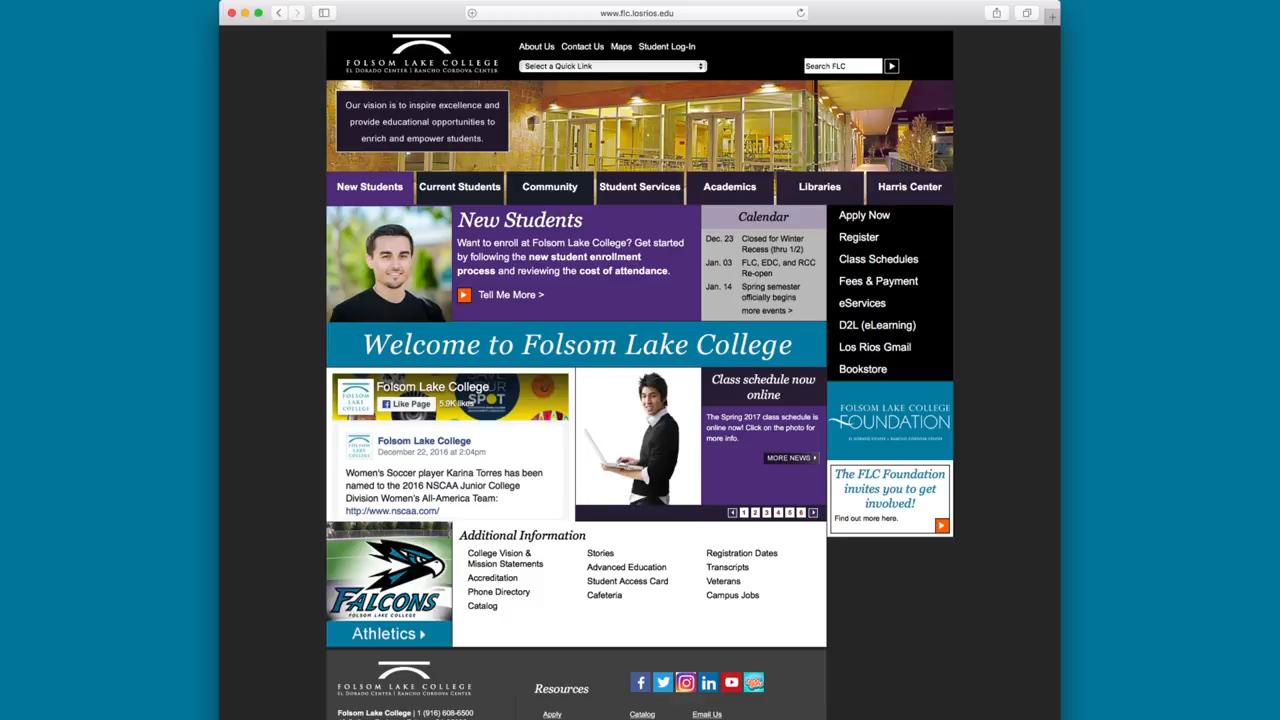 www.flc.losrios.edu
FOLSOM LAKE COLLEGE
EL DORADO CENTER | RANCHO CORDOVA CENTER
About Us Contact Us Maps Student Log-In
Select a Quick Link
Search FLC
Our vision is to inspire excellence and
provide educational opportunities to
enrich and empower students.
New Students Current Students Community Student Services Academics Libraries Harris Center
New Students
Want to enroll at Folsom Lake College? Get started
by following the new student enrollment
process and reviewing the cost of attendance.
Tell Me More >
Calendar
Dec. 23 Closed for Winter
Recess (thru 1/2)
Jan. 03 FLC, EDC, and RCC
Re-open
Jan. 14 Spring semester
officially begins
more events >
Apply Now
Register
Class Schedules
Fees & Payment
eServices
D2L (eLearning)
Los Rios Gmail
Bookstore
Welcome to Folsom Lake College
Folsom Lake College
Like Page 5.9K likes
FOLSOM
LAKE
COLLEGE
SPOT
Folsom Lake College
December 22, 2016 at 2:04pm
Women's Soccer player Karina Torres has been
named to the 2016 NSCAA Junior College
Division Women's All-America Team:
http://www.nscaa.com/
Class schedule now
online
The Spring 2017 class schedule is
online now! Click on the photo for
more info.
MORE NEWS
1 2 3 4 5 6
FOLSOM LAKE COLLEGE
FOUNDATION
EL DORADO CENTER | RANCHO CORDOVA CENTER
The FLC Foundation
invites you to get
involved!
Find out more here.
FALCONS
FOLSOM LAKE COLLEGE
Athletics
Additional Information
College Vision &
Mission Statements
Accreditation
Phone Directory
Catalog
Stories
Advanced Education
Student Access Card
Cafeteria
Registration Dates
Transcripts
Veterans
Campus Jobs
FOLSOM LAKE COLLEGE
EL DORADO CENTER | RANCHO CORDOVA CENTER
Folsom Lake College | 1 (916) 608-6500
Resources
Apply Catalog Email Us